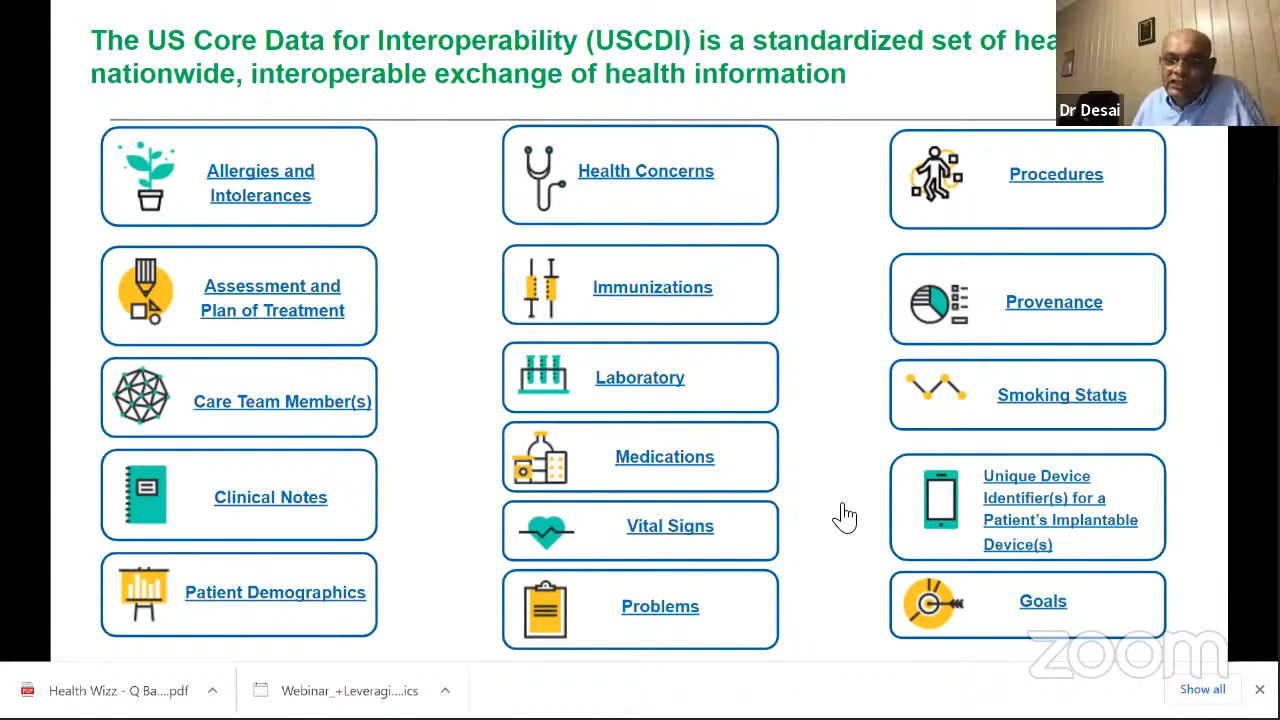 The US Core Data for Interoperability (USCDI) is a standardized set of
nationwide, interoperable exchange of health information
Dr Desai
Allergies and
Intolerances
Assessment and
Plan of Treatment
Care Team Member(s)
Clinical Notes
Patient Demographics
Health Concerns
Immunizations
Laboratory
Medications
Vital Signs
Problems
Procedures
Provenance
Smoking Status
Unique Device
Identifier(s) for a
Patient’s Implantable
Device(s)
Goals
zoom
PDF
Health Wizz - Q Ba....pdf
Webinar_+Leveragi....ics
Show all